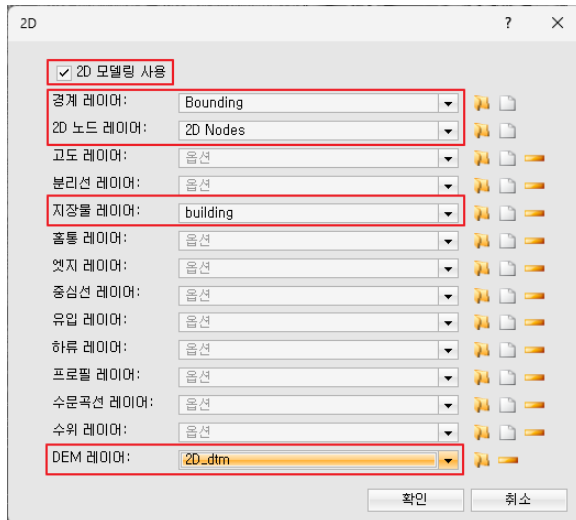 2D ? ×
✓ 2D 모델링 사용
경계 레이어: Bounding
2D 노드 레이어: 2D Nodes
고도 레이어: 옵션
분리선 레이어: 옵션
지장물 레이어: building
홈통 레이어: 옵션
엣지 레이어: 옵션
중심선 레이어: 옵션
유입 레이어: 옵션
하류 레이어: 옵션
프로필 레이어: 옵션
수문곡선 레이어: 옵션
수위 레이어: 옵션
DEM 레이어: 2D_dtm
확인 취소